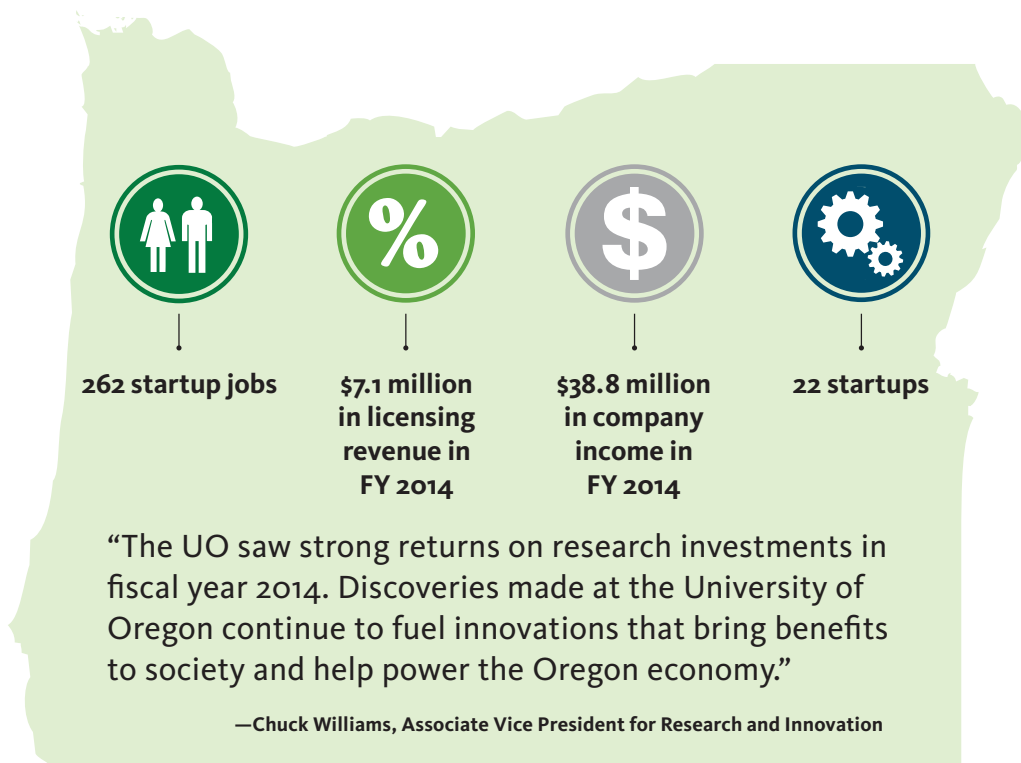 %
$
262 startup jobs
$7.1 million
in licensing
revenue in
FY 2014
$38.8 million
in company
income in
FY 2014
22 startups
“The UO saw strong returns on research investments in
fiscal year 2014. Discoveries made at the University of
Oregon continue to fuel innovations that bring benefits
to society and help power the Oregon economy.”
—Chuck Williams, Associate Vice President for Research and Innovation